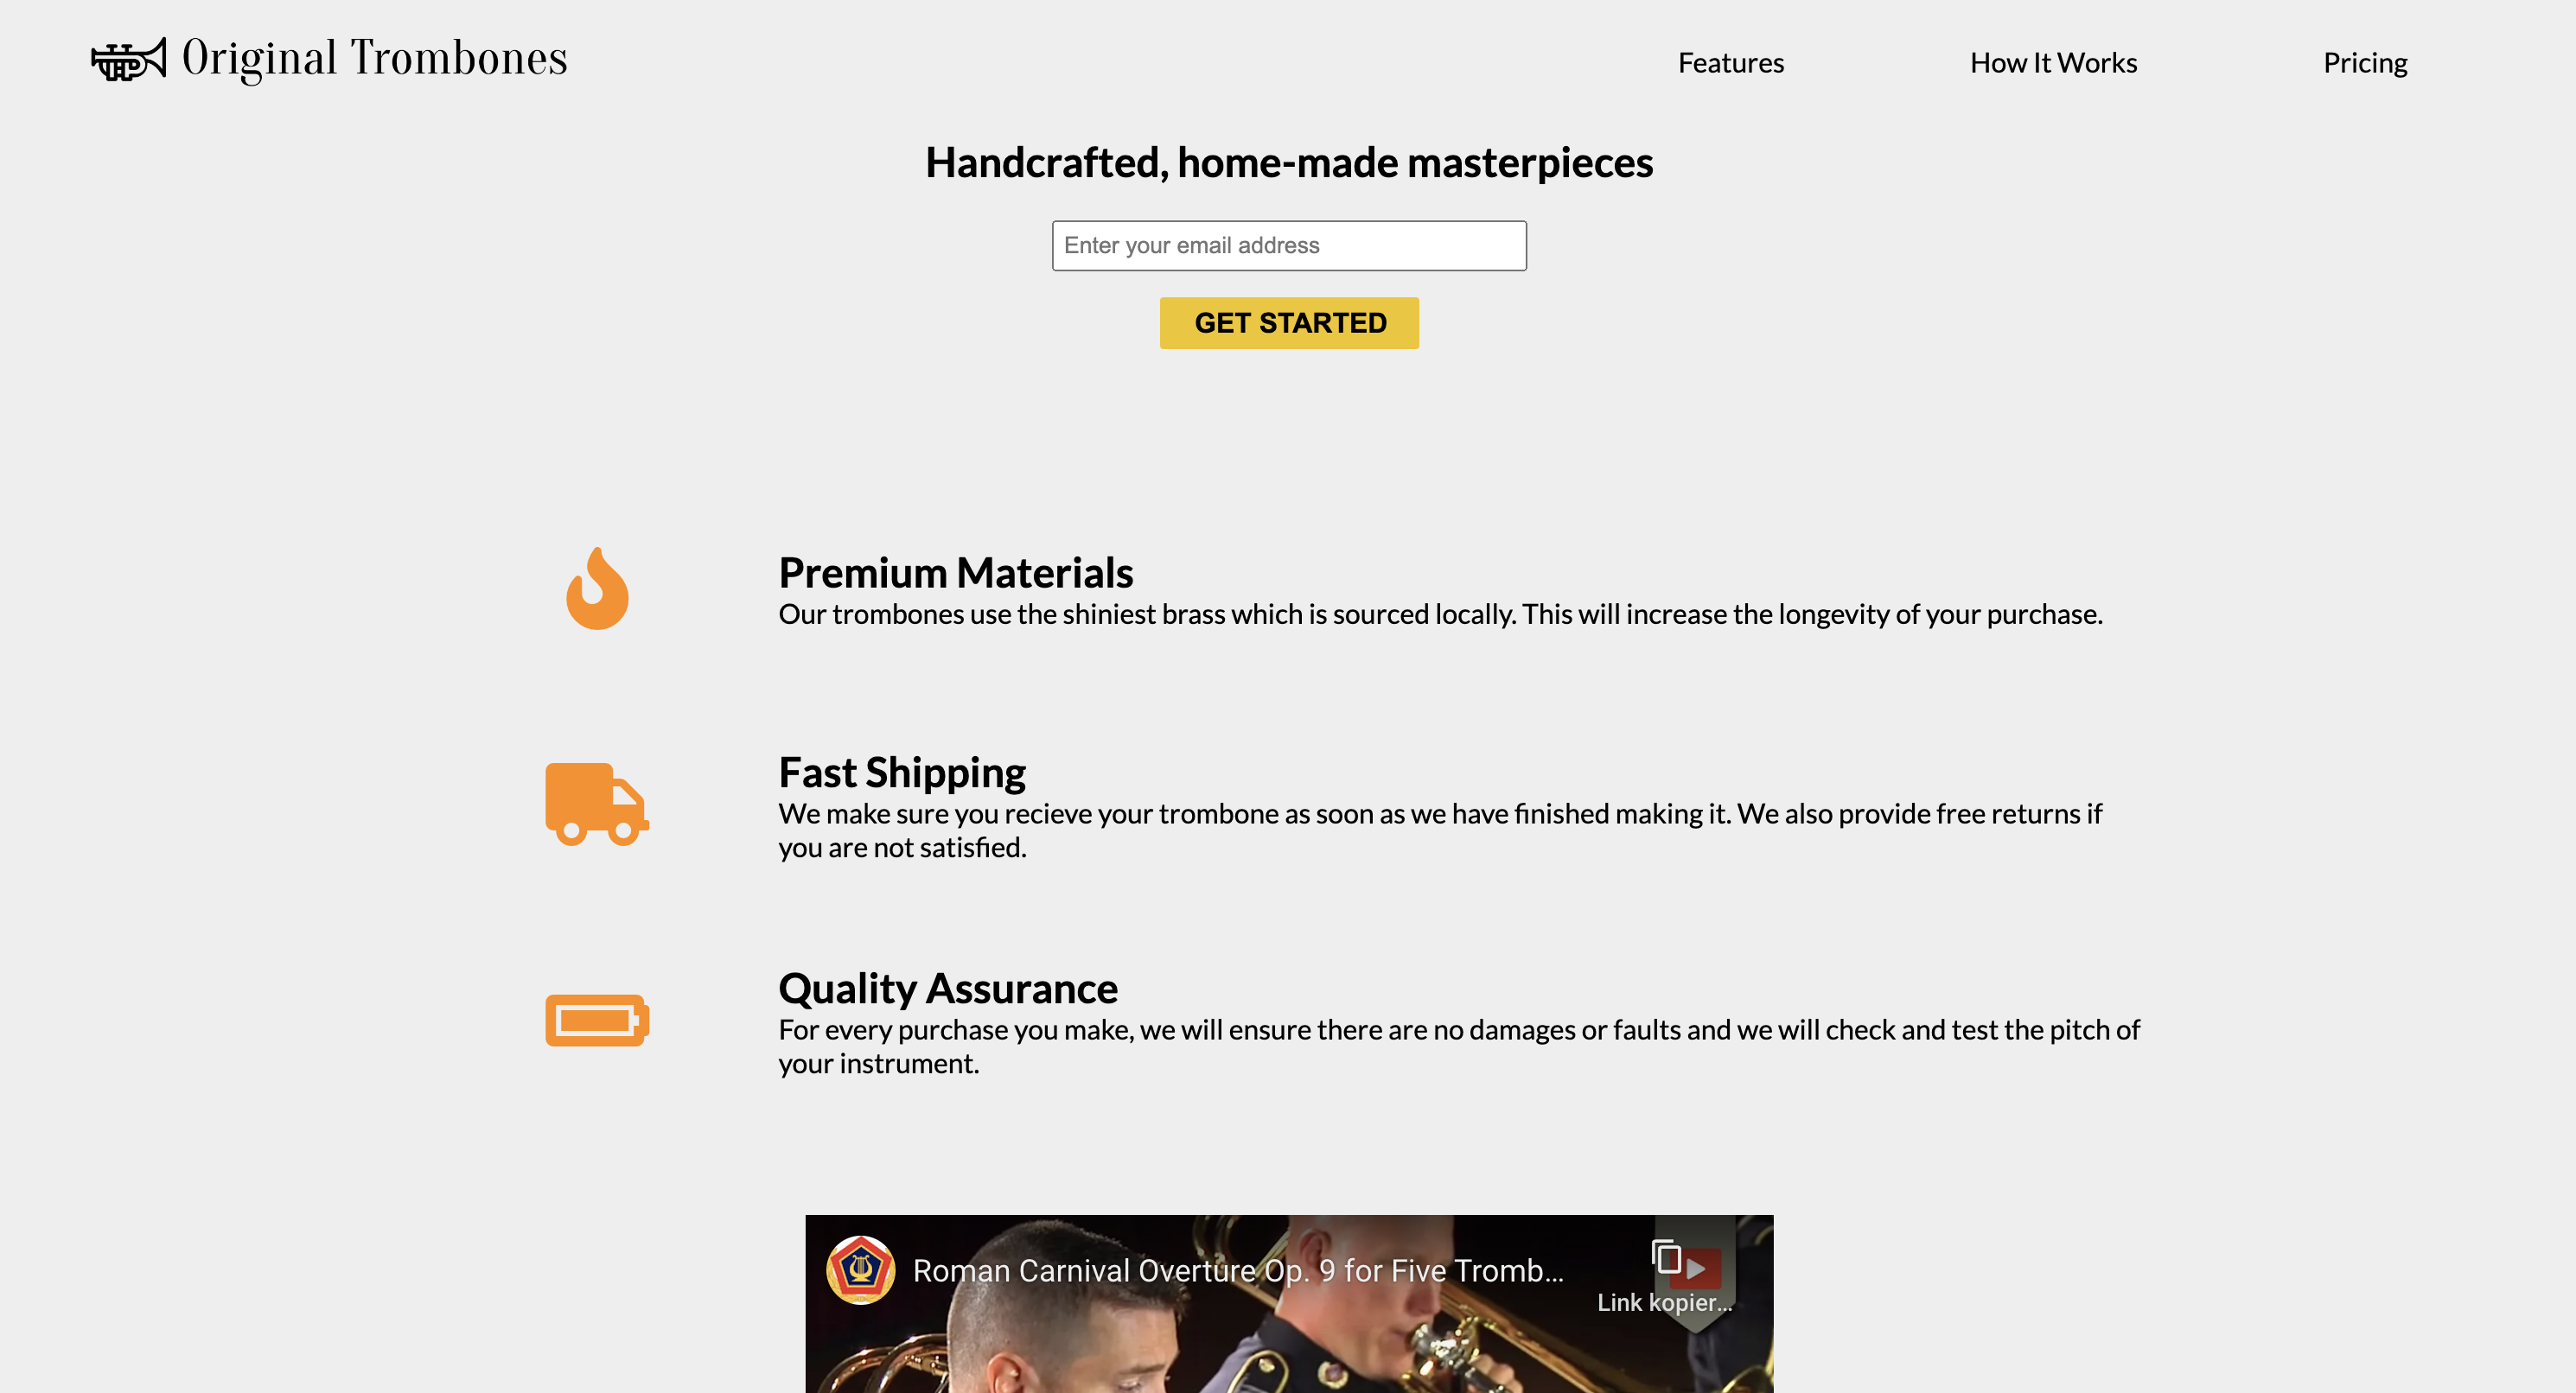 Original Trombones
Features
How It Works
Pricing
Handcrafted, home-made masterpieces
Enter your email address
GET STARTED
Premium Materials
Our trombones use the shiniest brass which is sourced locally. This will increase the longevity of your purchase.
Fast Shipping
We make sure you recieve your trombone as soon as we have finished making it. We also provide free returns if
you are not satisfied.
Quality Assurance
For every purchase you make, we will ensure there are no damages or faults and we will check and test the pitch of
your instrument.
Roman Carnival Overture Op. 9 for Five Tromb...
Link kopier...